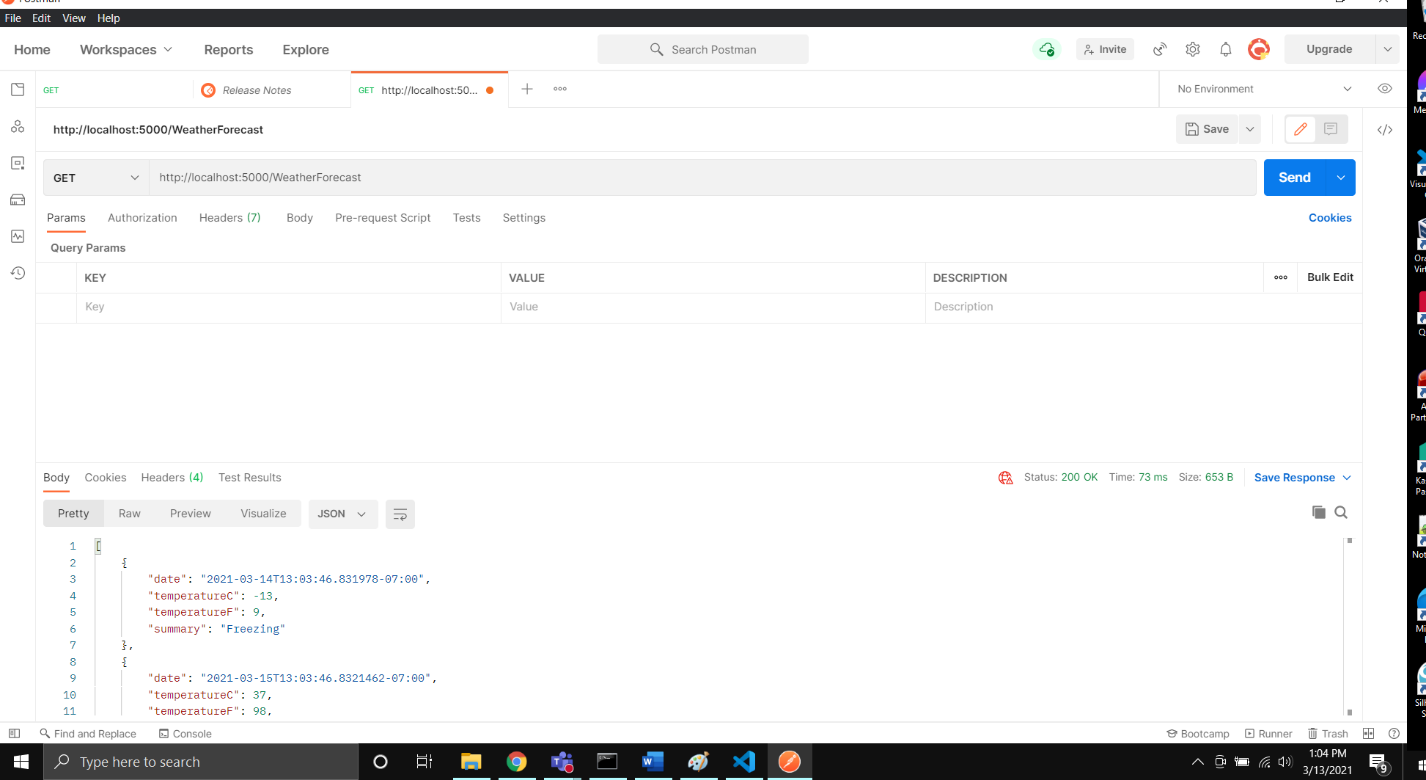 Postman
File Edit View Help
Home Workspaces Reports Explore Search Postman Invite Upgrade
GET Release Notes GET http://localhost:50... No Environment
http://localhost:5000/WeatherForecast Save </>
GET http://localhost:5000/WeatherForecast Send
Params Authorization Headers (7) Body Pre-request Script Tests Settings Cookies
Query Params
KEY VALUE DESCRIPTION Bulk Edit
Key Value Description
Body Cookies Headers (4) Test Results Status: 200 OK Time: 73 ms Size: 653 B Save Response
Pretty Raw Preview Visualize JSON
1 [
2 {
3 "date": "2021-03-14T13:03:46.831978-07:00",
4 "temperatureC": -13,
5 "temperatureF": 9,
6 "summary": "Freezing"
7 },
8 {
9 "date": "2021-03-15T13:03:46.8321462-07:00",
10 "temperatureC": 37,
11 "temperatureF": 98,
Find and Replace Console Bootcamp Runner Trash
Type here to search 1:04 PM
3/13/2021 9